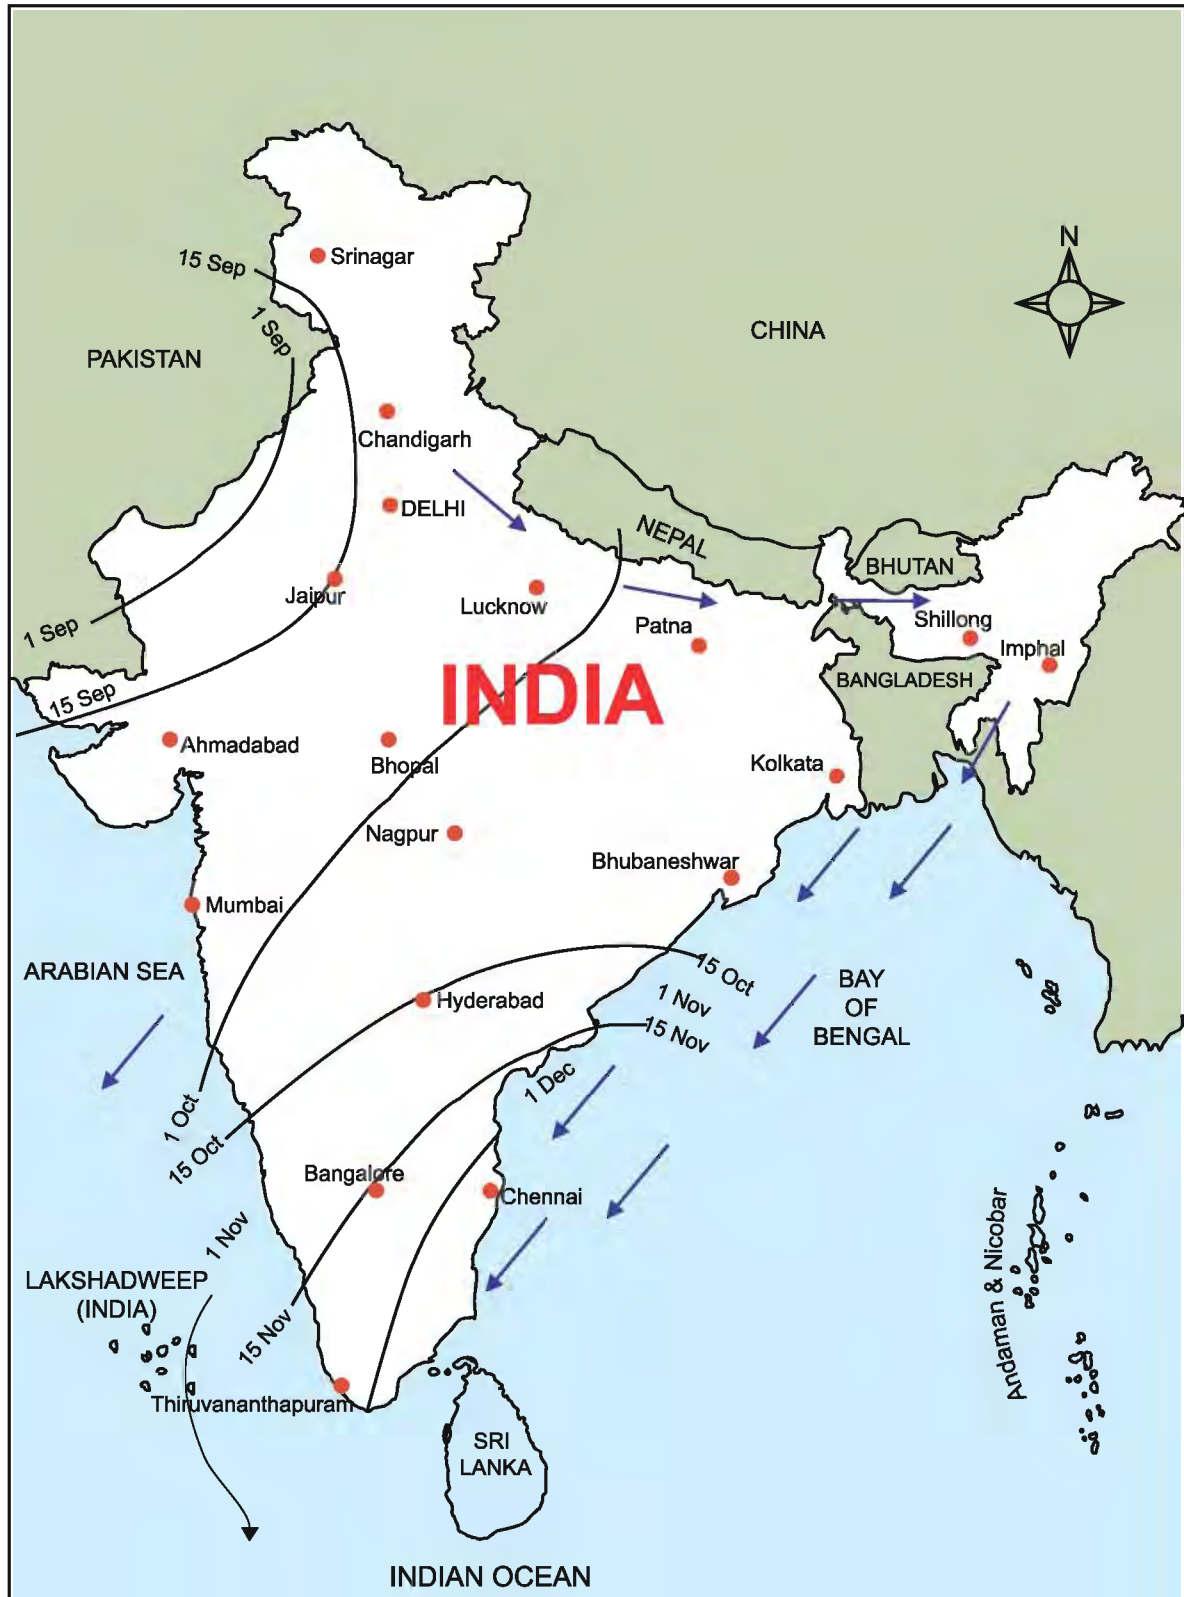 N
Srinagar
15 Sep
1 Sep
CHINA
PAKISTAN
Chandigarh
DELHI
NEPAL
BHUTAN
Jaipur
Lucknow
Patna
Shillong
1 Sep
Imphal
INDIA
BANGLADESH
15 Sep
Ahmadabad
Bhopal
Kolkata
Nagpur
Bhubaneshwar
Mumbai
ARABIAN SEA
15 Oct
BAY
OF
BENGAL
Hyderabad
1 Nov
15 Nov
1 Dec
1 Oct
15 Oct
Bangalore
Chennai
1 Nov
LAKSHADWEEP
(INDIA)
15 Nov
Andaman & Nicobar
Thiruvananthapuram
SRI
LANKA
INDIAN OCEAN